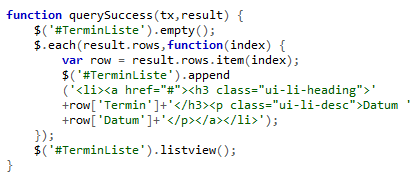 function querySuccess(tx,result) {
    $('#TerminListe').empty();
    $.each(result.rows,function(index) {
        var row = result.rows.item(index);
        $('#TerminListe').append
        ('<li><a href="#"><h3 class="ui-li-heading">'
        +row['Termin']+'</h3><p class="ui-li-desc">Datum '
        +row['Datum']+'</p></a></li>');
    });
    $('#TerminListe').listview();
}